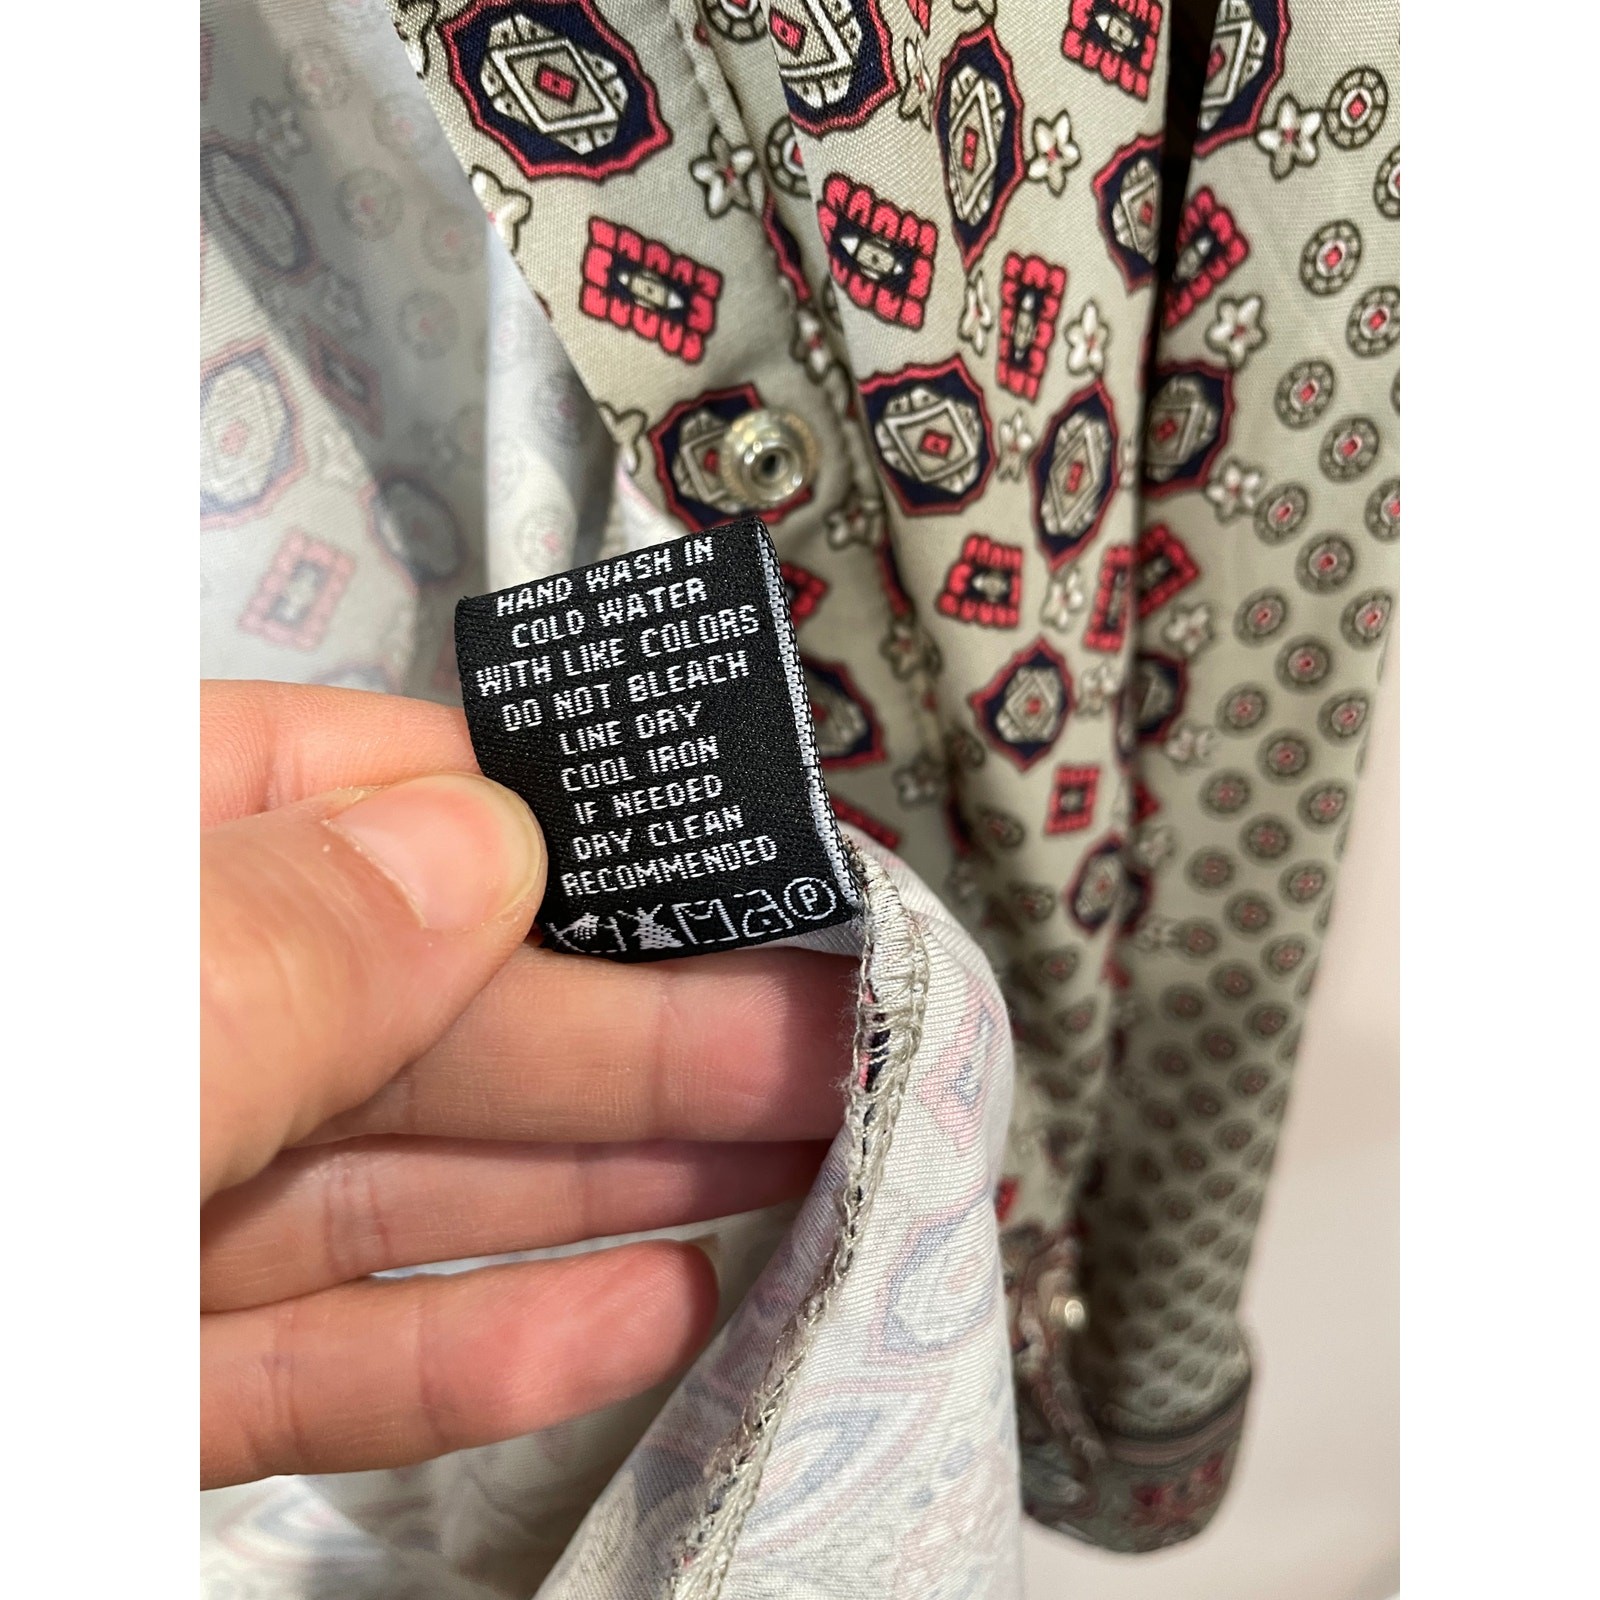 HAND WASH IN
COLD WATER
WITH LIKE COLORS
DO NOT BLEACH
LINE DRY
COOL IRON
IF NEEDED
DRY CLEAN
RECOMMENDED
P